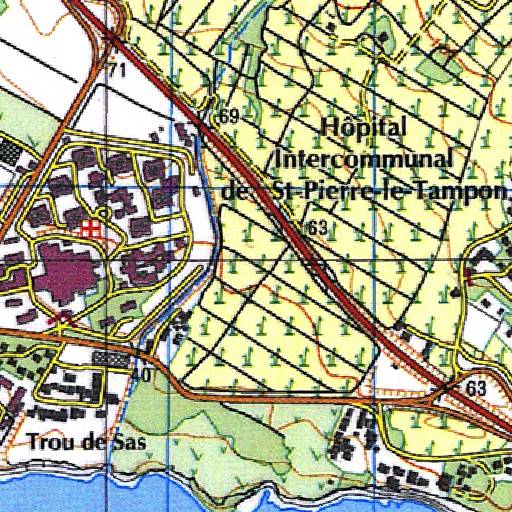 71
69
Hôpital
Intercommunal
de St-Pierre-le-Tampon
63
40
63
Trou de Sas